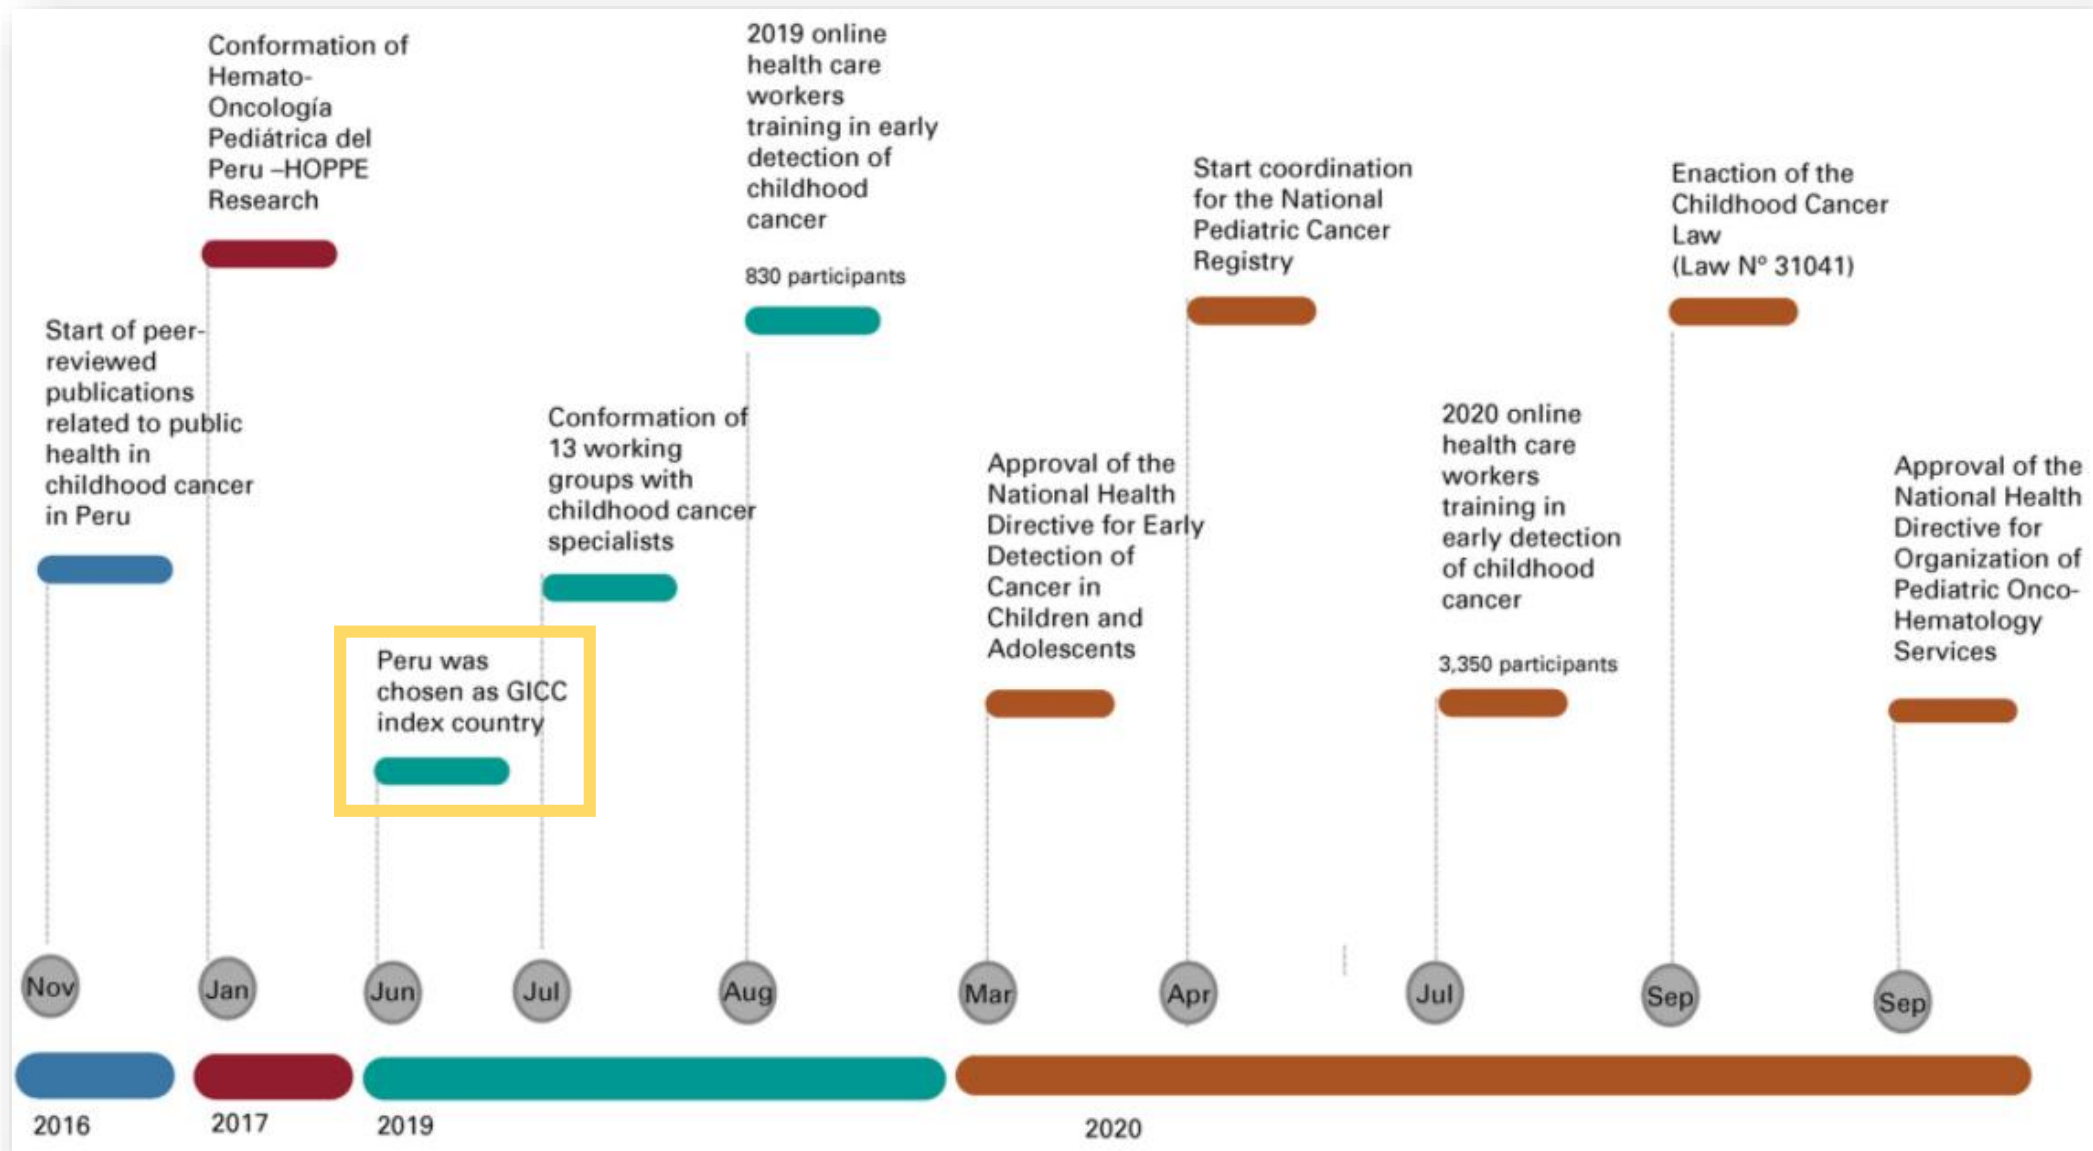 Conformation of
Hemato-
Oncología
Pediátrica del
Peru –HOPPE
Research
2019 online
health care
workers
training in early
detection of
childhood
cancer
830 participants
Start coordination
for the National
Pediatric Cancer
Registry
Enaction of the
Childhood Cancer
Law
(Law Nº 31041)
Start of peer-
reviewed
publications
related to public
health in
childhood cancer
in Peru
Conformation of
13 working
groups with
childhood cancer
specialists
Peru was
chosen as GICC
index country
Approval of the
National Health
Directive for Early
Detection of
Cancer in
Children and
Adolescents
2020 online
health care
workers
training in
early detection
of childhood
cancer
3,350 participants
Approval of the
National Health
Directive for
Organization of
Pediatric Onco-
Hematology
Services
Nov
Jan
Jun
Jul
Aug
Mar
Apr
Jul
Sep
Sep
2016
2017
2019
2020